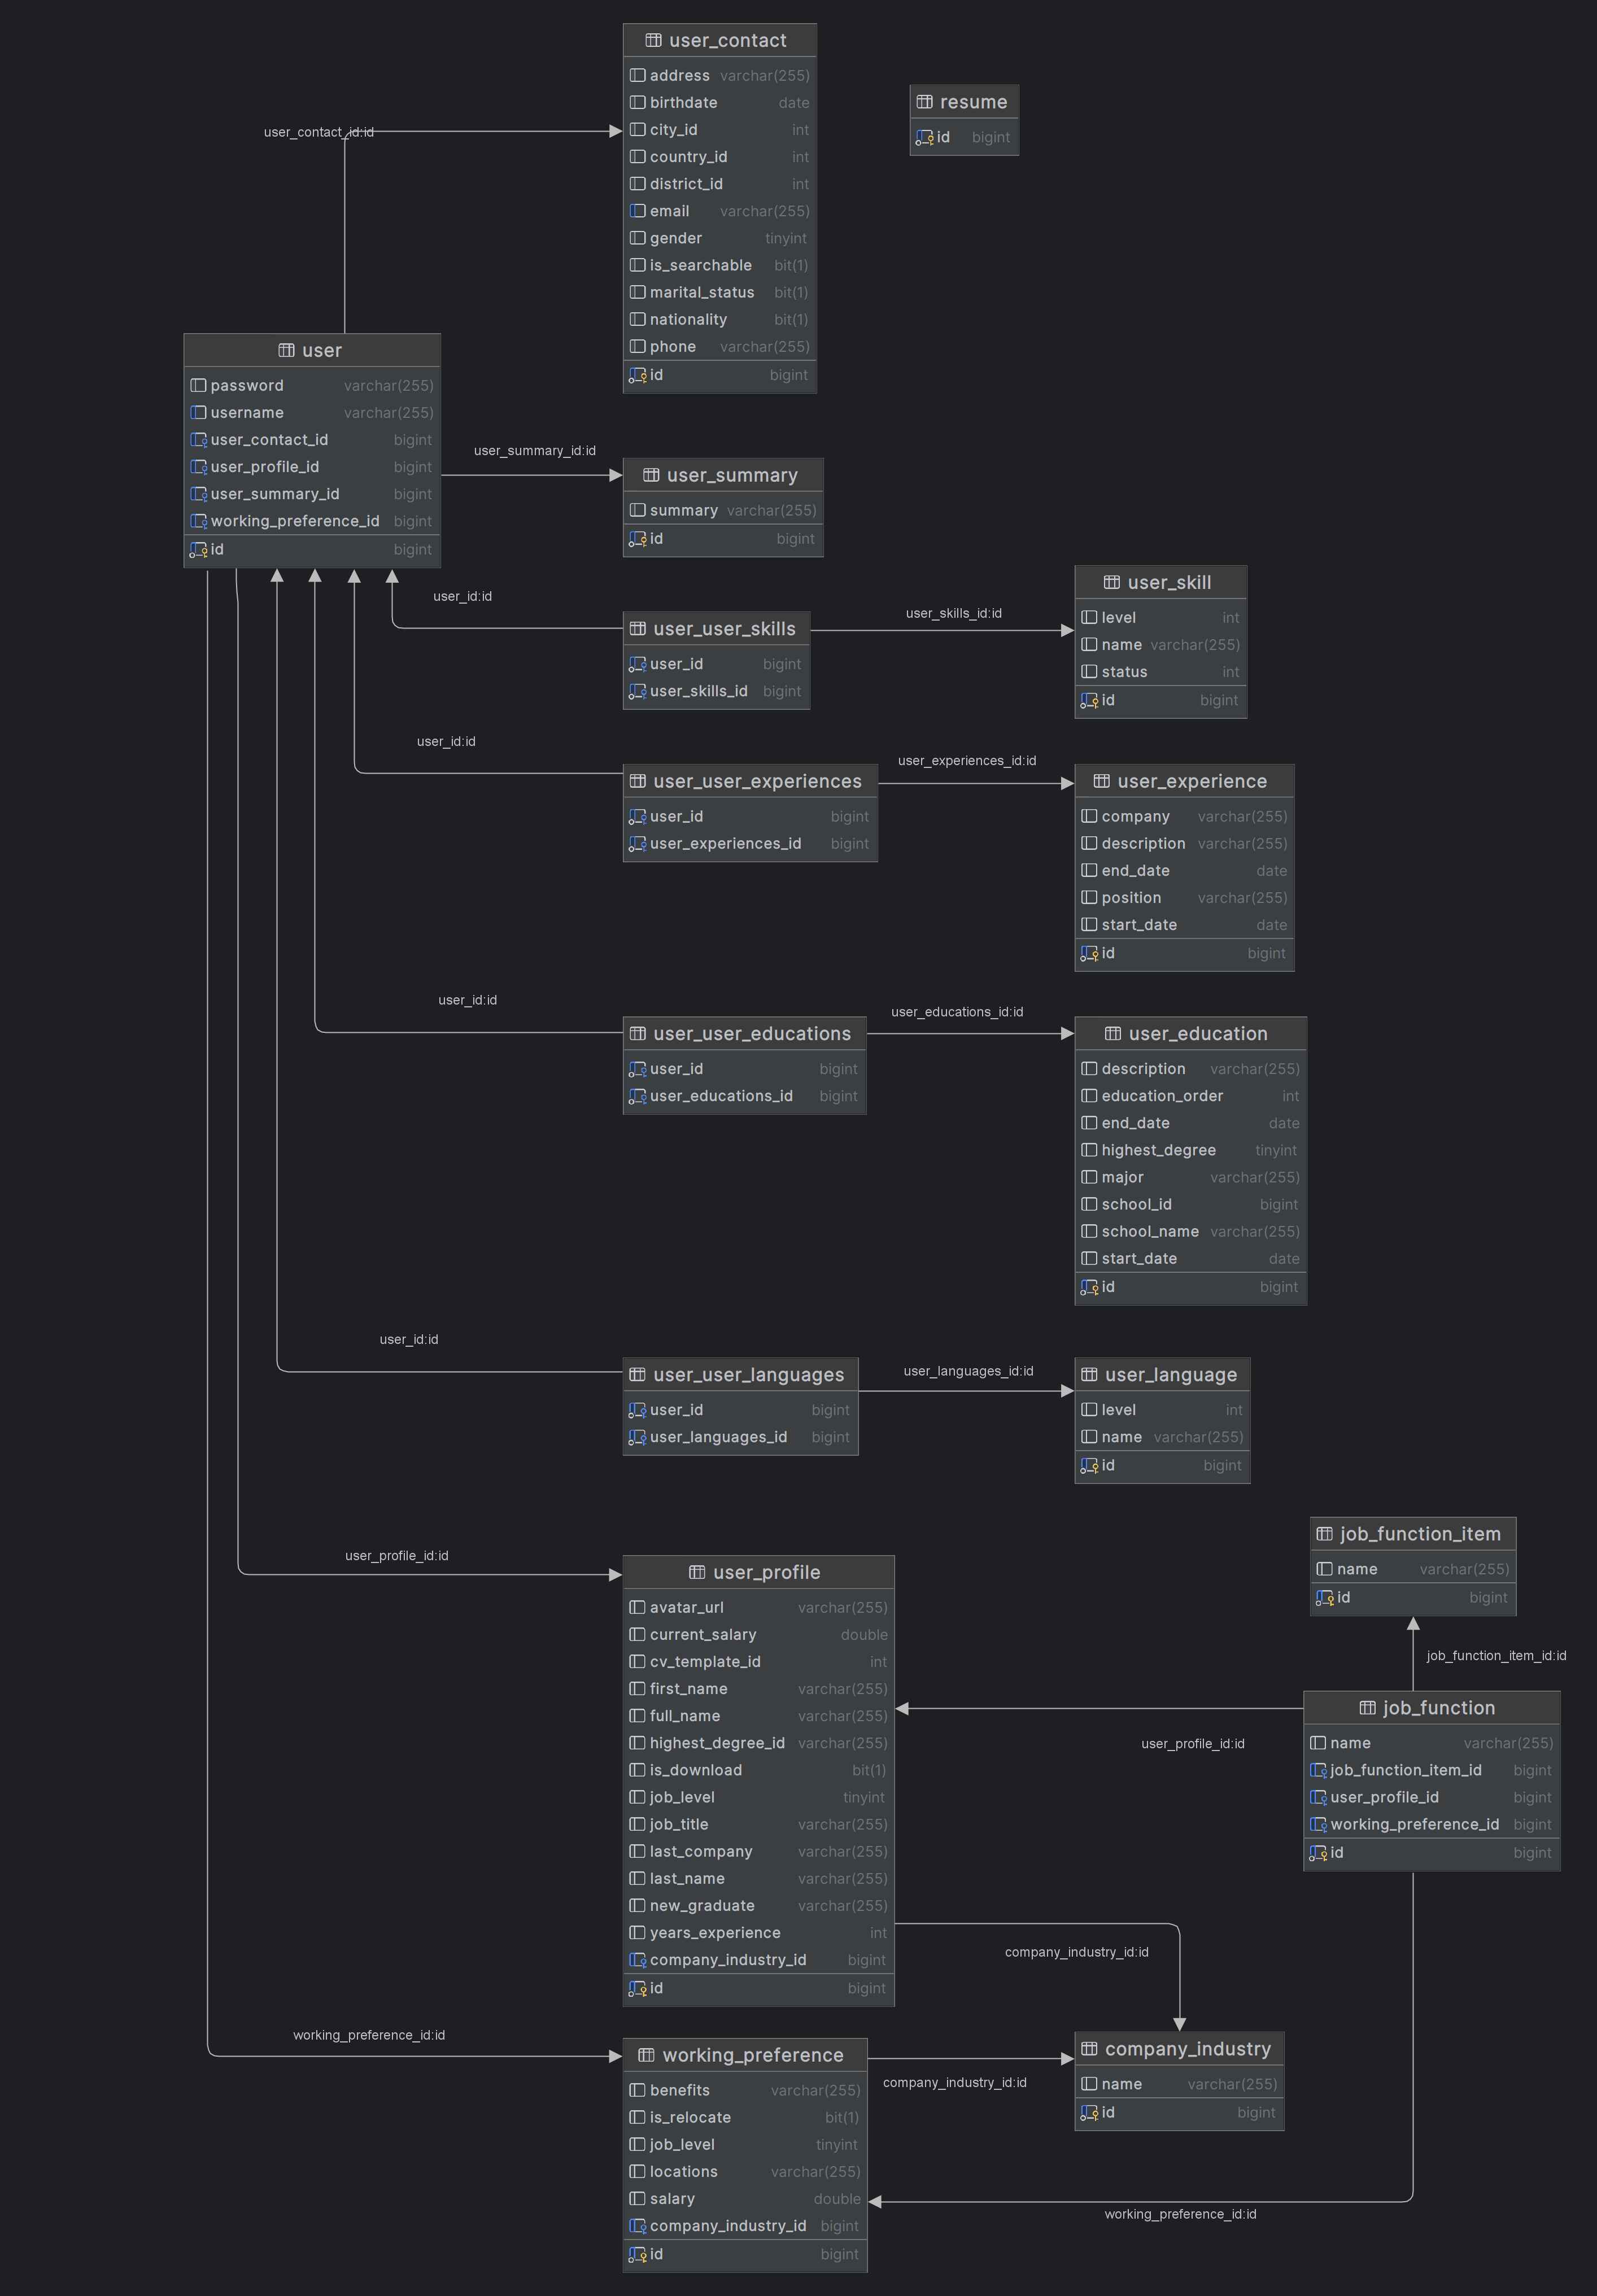 user_contact
address varchar(255)
birthdate date
city_id int
country_id int
district_id int
email varchar(255)
gender tinyint
is_searchable bit(1)
marital_status bit(1)
nationality bit(1)
phone varchar(255)
id bigint
resume
id bigint
user_contact_id:id
user
password varchar(255)
username varchar(255)
user_contact_id bigint
user_profile_id bigint
user_summary_id bigint
working_preference_id bigint
id bigint
user_summary_id:id
user_summary
summary varchar(255)
id bigint
user_id:id
user_user_skills
user_id bigint
user_skills_id bigint
user_skills_id:id
user_skill
level int
name varchar(255)
status int
id bigint
user_id:id
user_user_experiences
user_id bigint
user_experiences_id bigint
user_experiences_id:id
user_experience
company varchar(255)
description varchar(255)
end_date date
position varchar(255)
start_date date
id bigint
user_id:id
user_user_educations
user_id bigint
user_educations_id bigint
user_educations_id:id
user_education
description varchar(255)
education_order int
end_date date
highest_degree tinyint
major varchar(255)
school_id bigint
school_name varchar(255)
start_date date
id bigint
user_id:id
user_user_languages
user_id bigint
user_languages_id bigint
user_languages_id:id
user_language
level int
name varchar(255)
id bigint
user_profile_id:id
user_profile
avatar_url varchar(255)
current_salary double
cv_template_id int
first_name varchar(255)
full_name varchar(255)
highest_degree_id varchar(255)
is_download bit(1)
job_level tinyint
job_title varchar(255)
last_company varchar(255)
last_name varchar(255)
new_graduate varchar(255)
years_experience int
company_industry_id bigint
id bigint
job_function_item
name varchar(255)
id bigint
job_function_item_id:id
job_function
name varchar(255)
job_function_item_id bigint
user_profile_id bigint
working_preference_id bigint
id bigint
user_profile_id:id
company_industry_id:id
working_preference_id:id
working_preference
benefits varchar(255)
is_relocate bit(1)
job_level tinyint
locations varchar(255)
salary double
company_industry_id bigint
id bigint
company_industry_id:id
company_industry
name varchar(255)
id bigint
working_preference_id:id